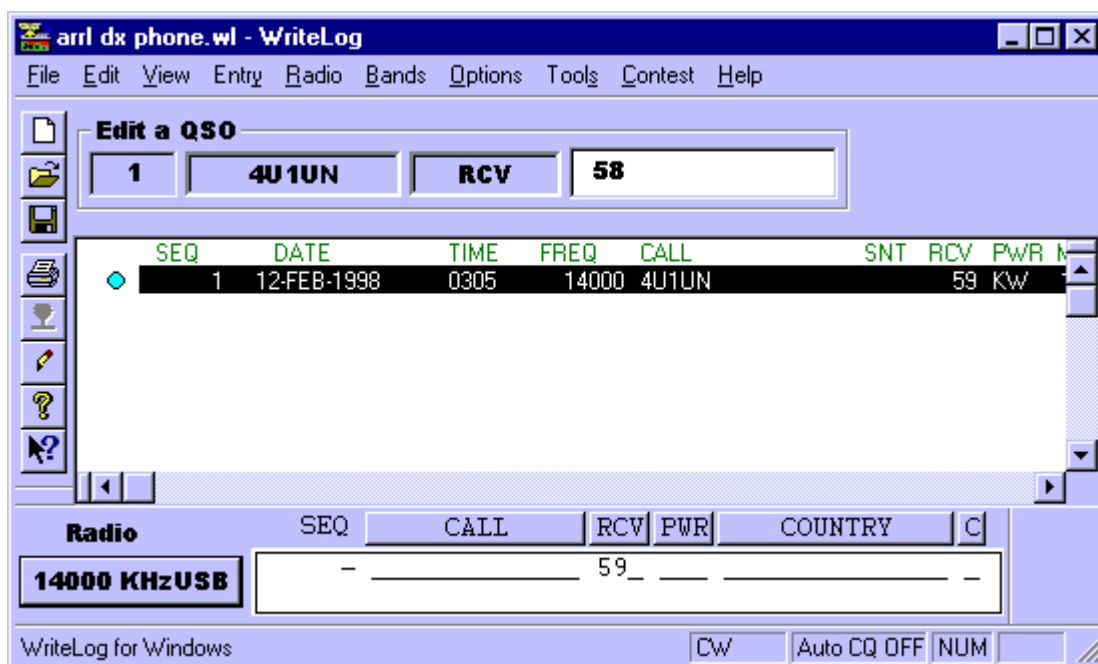 arrl dx phone.wl - WriteLog
File Edit View Entry Radio Bands Options Tools Contest Help
Edit a QSO
1 4U1UN RCV 58
SEQ DATE TIME FREQ CALL SNT RCV PWR
1 12-FEB-1998 0305 14000 4U1UN 59 KW
Radio SEQ CALL RCV PWR COUNTRY C
14000 KHzUSB 59
WriteLog for Windows CW Auto CQ OFF NUM